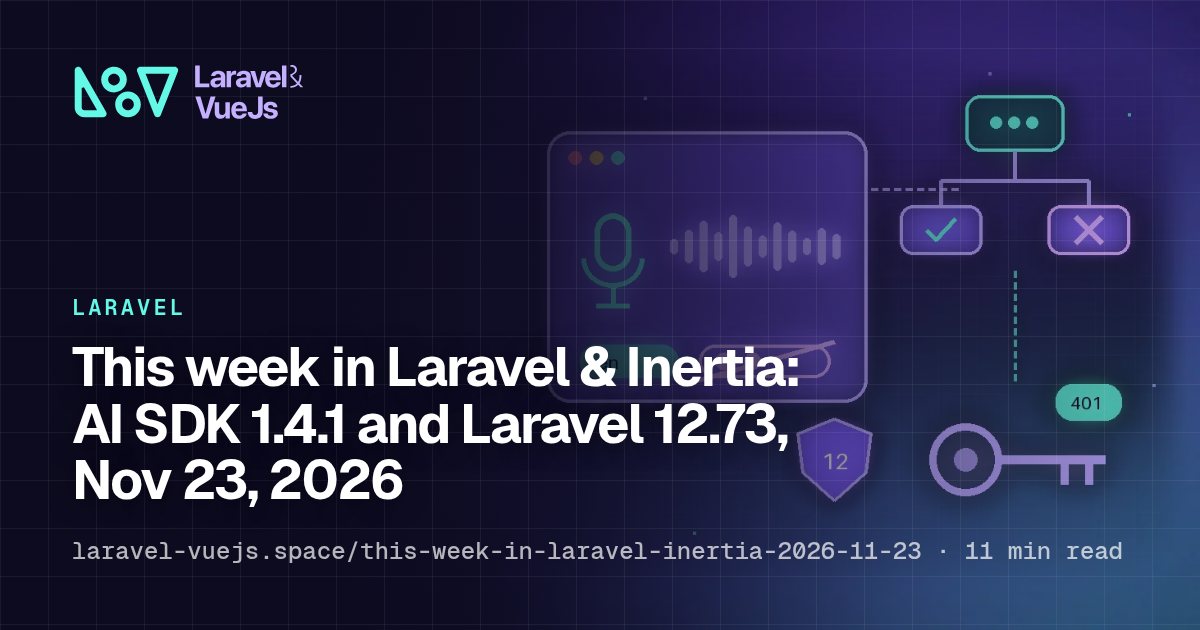 Laravel&
VueJs
LARAVEL
This week in Laravel & Inertia:
AI SDK 1.4.1 and Laravel 12.73,
Nov 23, 2026
12
401
laravel-vuejs.space/this-week-in-laravel-inertia-2026-11-23 · 11 min read